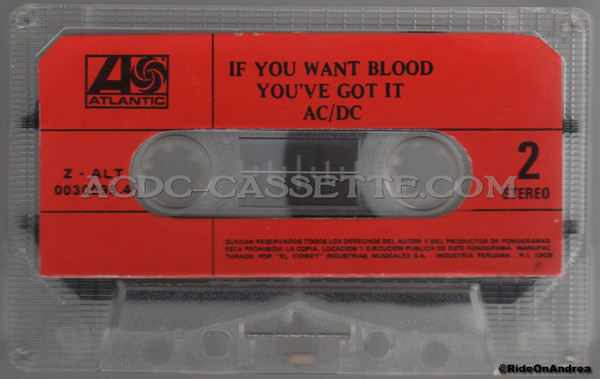 ATLANTIC
IF YOU WANT BLOOD
YOU'VE GOT IT
AC/DC
Z - ALT
2
STEREO
ACDC-CASSETTE.COM
QUEDAN RESERVADOS TODOS LOS DERECHOS DEL AUTOR Y DEL PRODUCTOR DE FONOGRAMAS
ESTA PROHIBIDA LA COPIA, LOCACION Y EJECUCION PUBLICA DE ESTE FONOGRAMA. MANUFAC
TURADO POR "EL VIRREY" INDUSTRIAS MUSICALES S.A. - INDUSTRIA PERUANA - R.I.
@RideOnAndrea